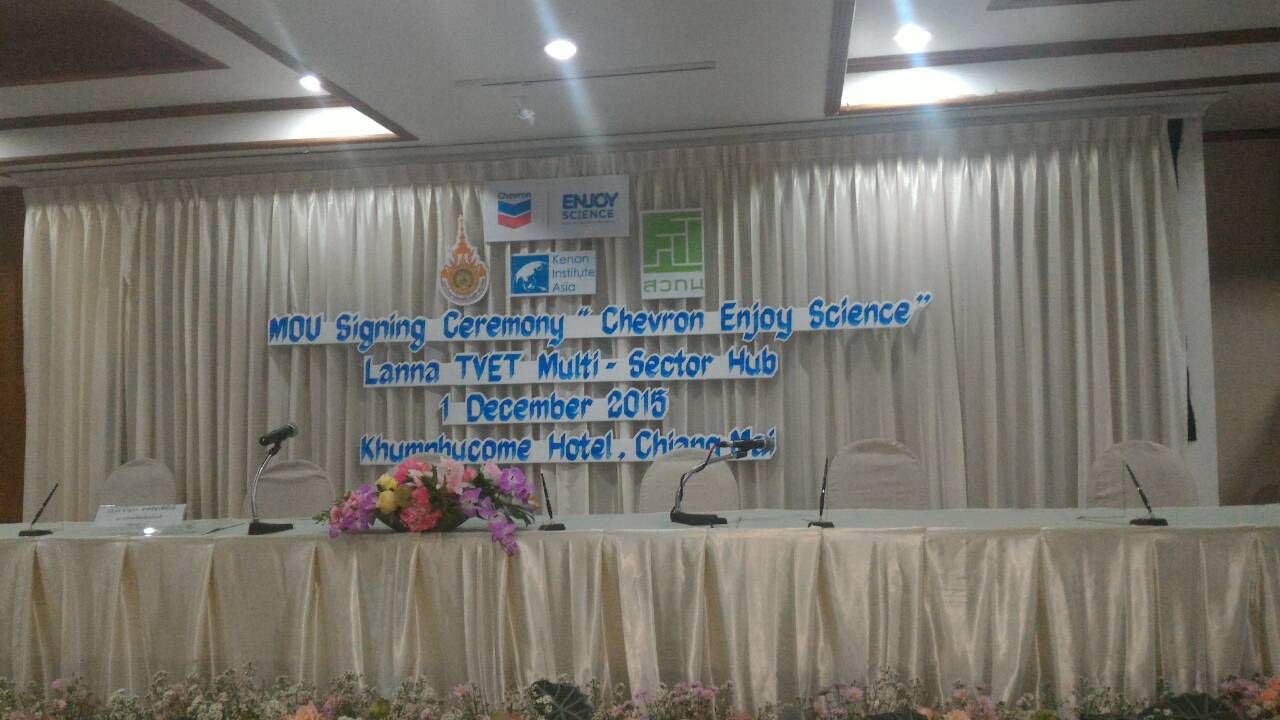 Chevron
ENJOY
SCIENCE
Kenan
Institute
Asia
สวทน
MOU Signing Ceremony " Chevron Enjoy Science"
Lanna TVET Multi - Sector Hub
1 December 2015
Khumphucome Hotel, Chiang Mai